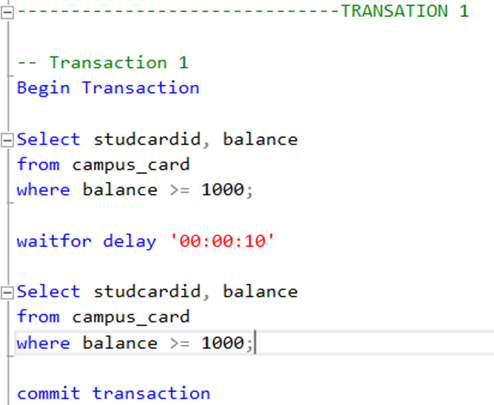 ------------------------------TRANSATION 1
-- Transaction 1
Begin Transaction
Select studcardid, balance
from campus_card
where balance >= 1000;
waitfor delay '00:00:10'
Select studcardid, balance
from campus_card
where balance >= 1000;
commit transaction